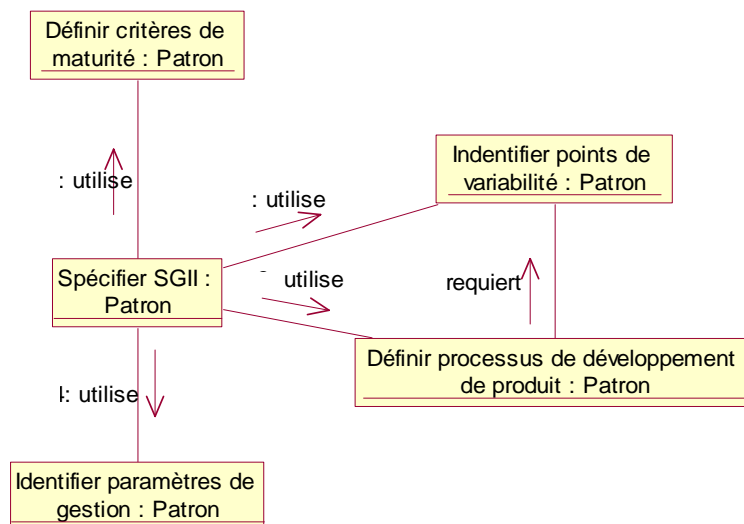 Définir critères de
maturité : Patron
: utilise
Indentifier points de
variabilité : Patron
: utilise
Spécifier SGII :
Patron
utilise
requiert
Définir processus de développement
de produit : Patron
: utilise
Identifier paramètres de
gestion : Patron